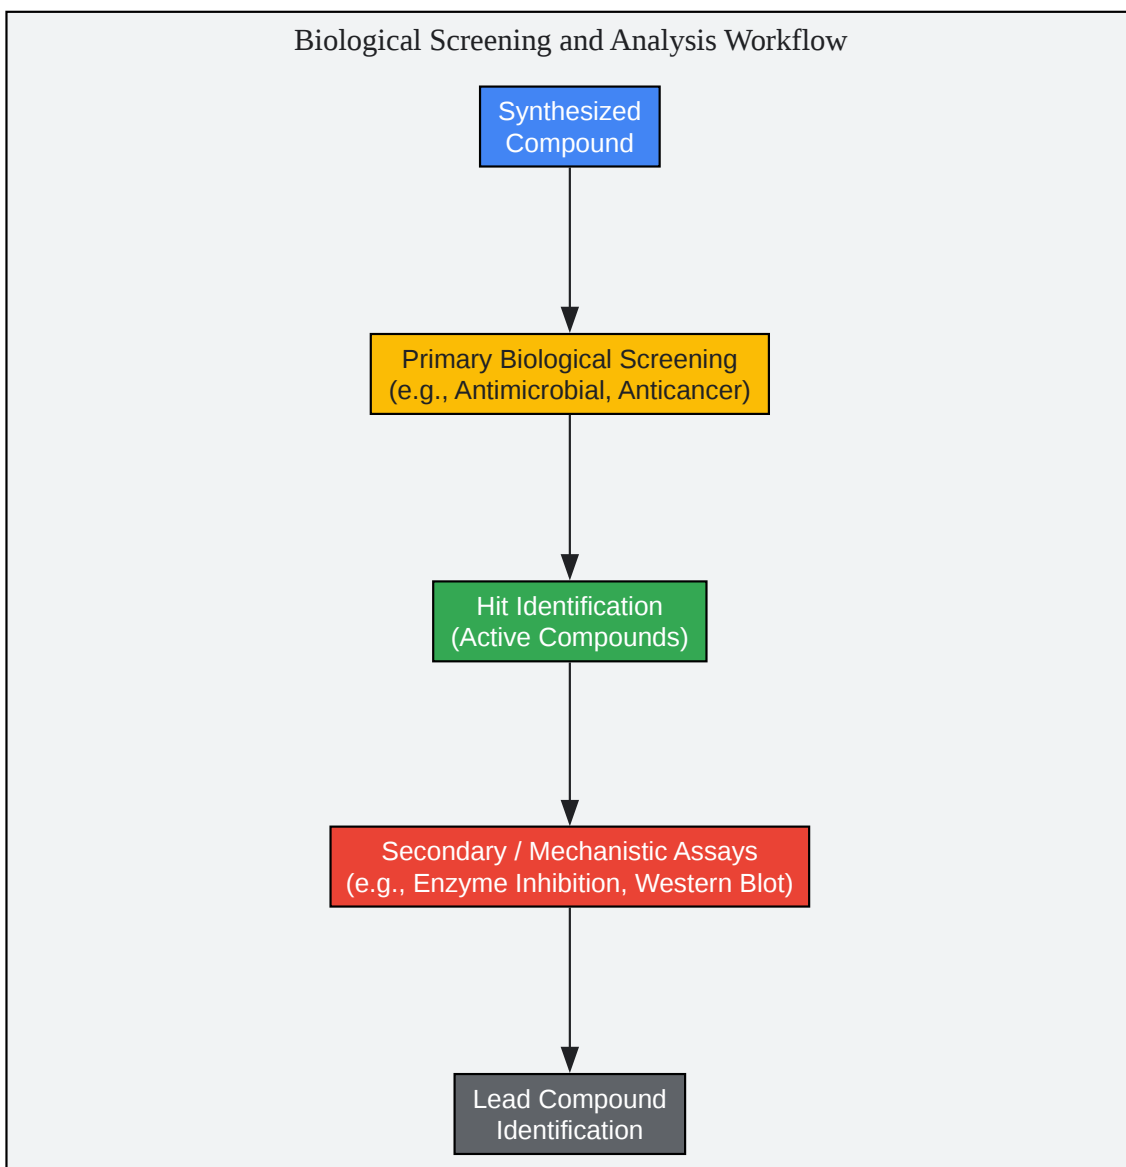 Biological Screening and Analysis Workflow
Synthesized
Compound
Primary Biological Screening
(e.g., Antimicrobial, Anticancer)
Hit Identification
(Active Compounds)
Secondary / Mechanistic Assays
(e.g., Enzyme Inhibition, Western Blot)
Lead Compound
Identification